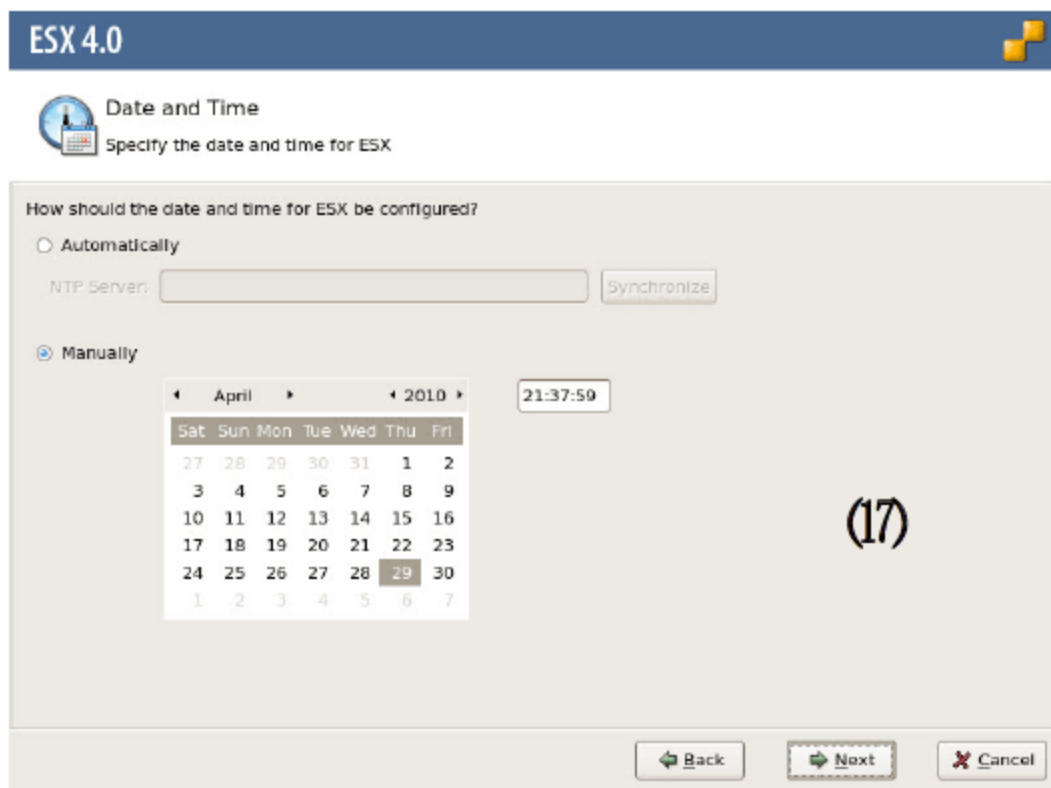 ESX 4.0
Date and Time
Specify the date and time for ESX
How should the date and time for ESX be configured?
Automatically
NTP Server:
Synchronize
Manually
April 2010
21:37:59
Sat Sun Mon Tue Wed Thu Fri
27 28 29 30 31 1 2
3 4 5 6 7 8 9
10 11 12 13 14 15 16
17 18 19 20 21 22 23
24 25 26 27 28 29 30
1 2 3 4 5 6 7
(17)
Back Next Cancel